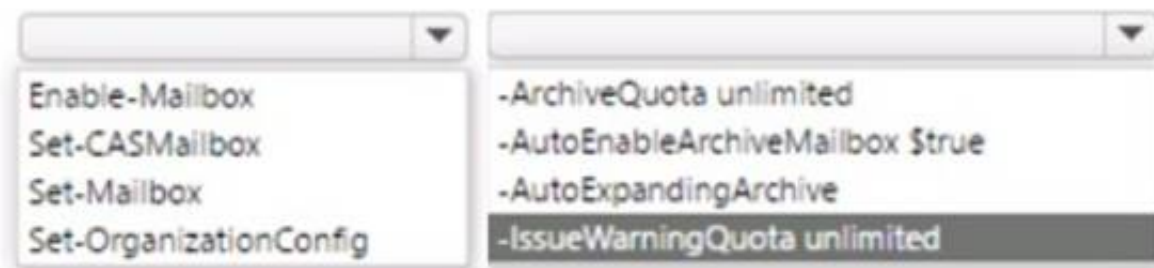 Enable-Mailbox
Set-CASMailbox
Set-Mailbox
Set-OrganizationConfig
-ArchiveQuota unlimited
-AutoEnableArchiveMailbox $true
-AutoExpandingArchive
-IssueWarningQuota unlimited